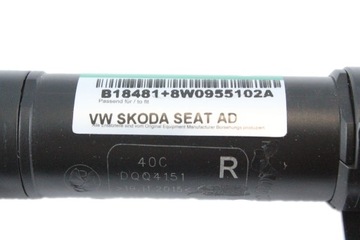 B18481+8W0955102A
Passend für / to fit
VW SKODA SEAT AD
40C
R
DQQ4151